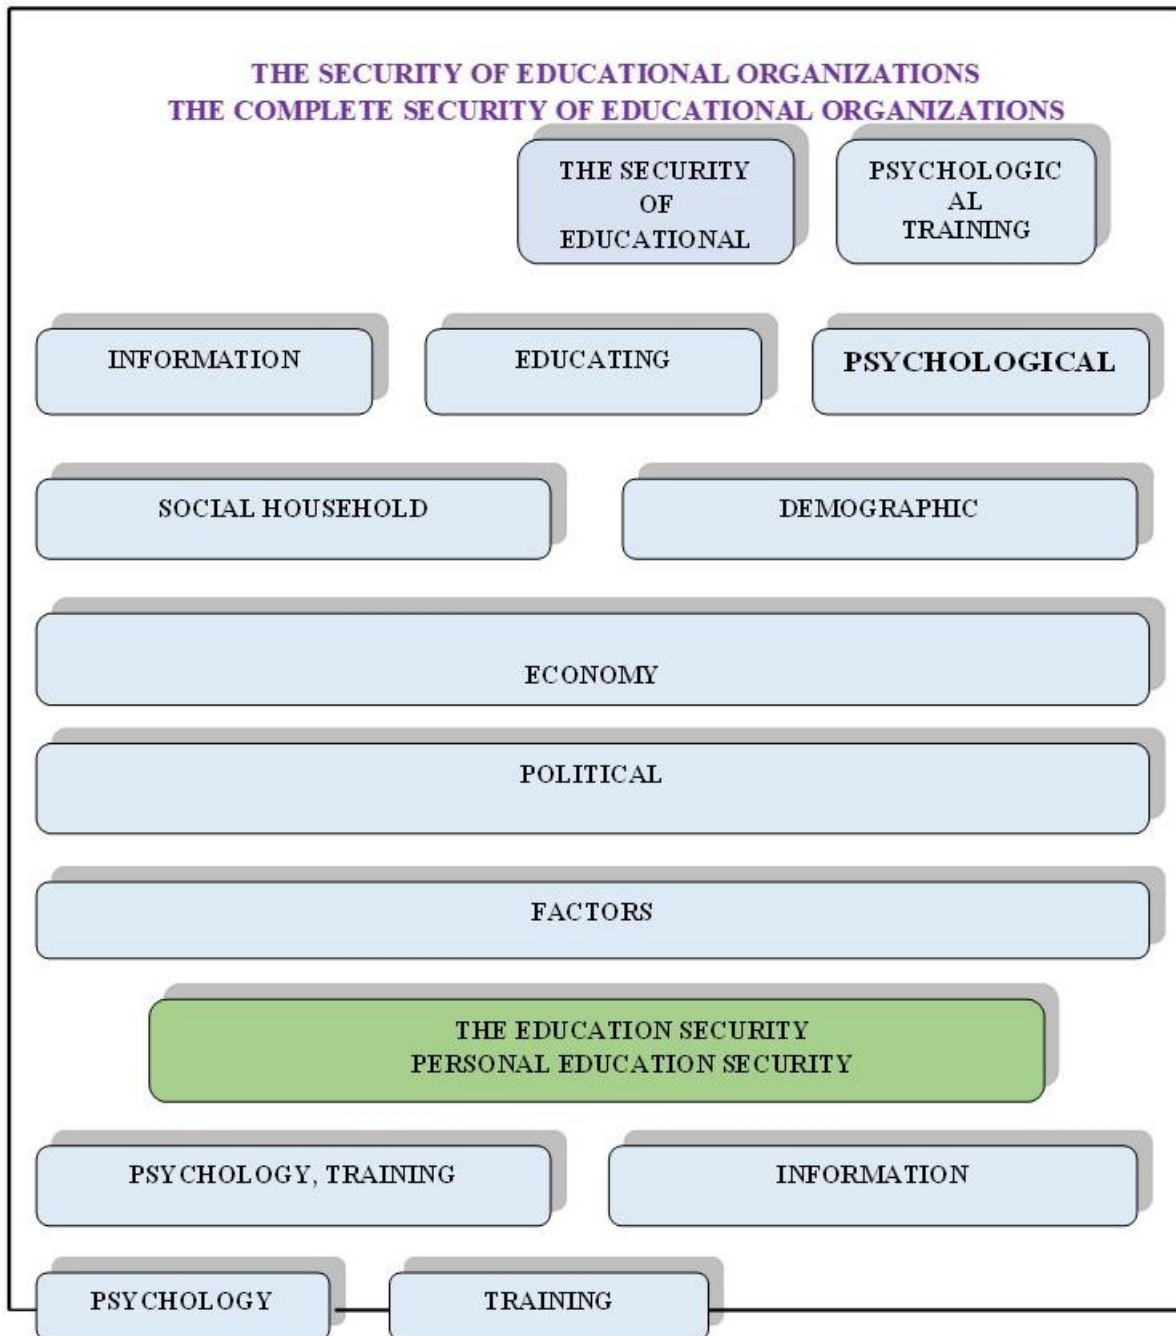 THE SECURITY OF EDUCATIONAL ORGANIZATIONS
THE COMPLETE SECURITY OF EDUCATIONAL ORGANIZATIONS
THE SECURITY
OF
EDUCATIONAL
PSYCHOLOGIC
AL
TRAINING
INFORMATION
EDUCATING
PSYCHOLOGICAL
SOCIAL HOUSEHOLD
DEMOGRAPHIC
ECONOMY
POLITICAL
FACTORS
THE EDUCATION SECURITY
PERSONAL EDUCATION SECURITY
PSYCHOLOGY, TRAINING
INFORMATION
PSYCHOLOGY
TRAINING